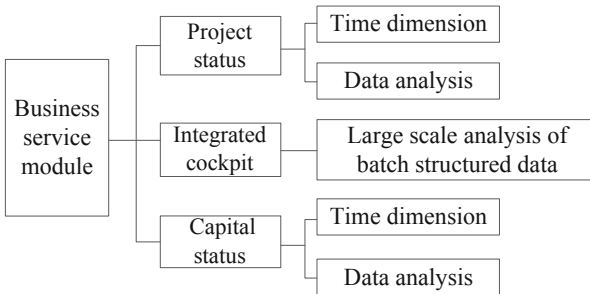 Business
service
module
Project
status
Time dimension
Data analysis
Integrated
cockpit
Large scale analysis of
batch structured data
Capital
status
Time dimension
Data analysis